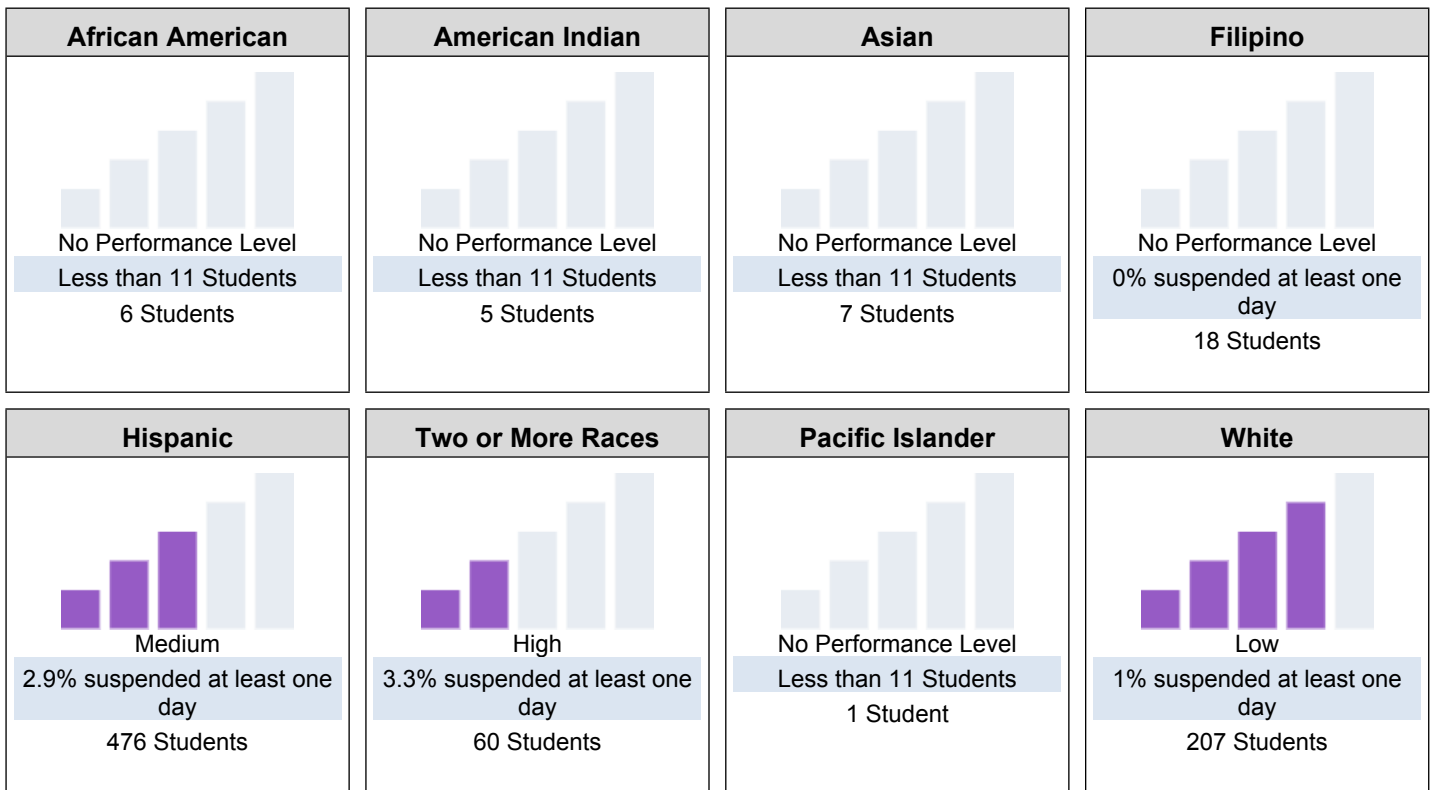 African American
No Performance Level
Less than 11 Students
6 Students
American Indian
No Performance Level
Less than 11 Students
5 Students
Asian
No Performance Level
Less than 11 Students
7 Students
Filipino
No Performance Level
0% suspended at least one
day
18 Students
Hispanic
Medium
2.9% suspended at least one
day
476 Students
Two or More Races
High
3.3% suspended at least one
day
60 Students
Pacific Islander
No Performance Level
Less than 11 Students
1 Student
White
Low
1% suspended at least one
day
207 Students